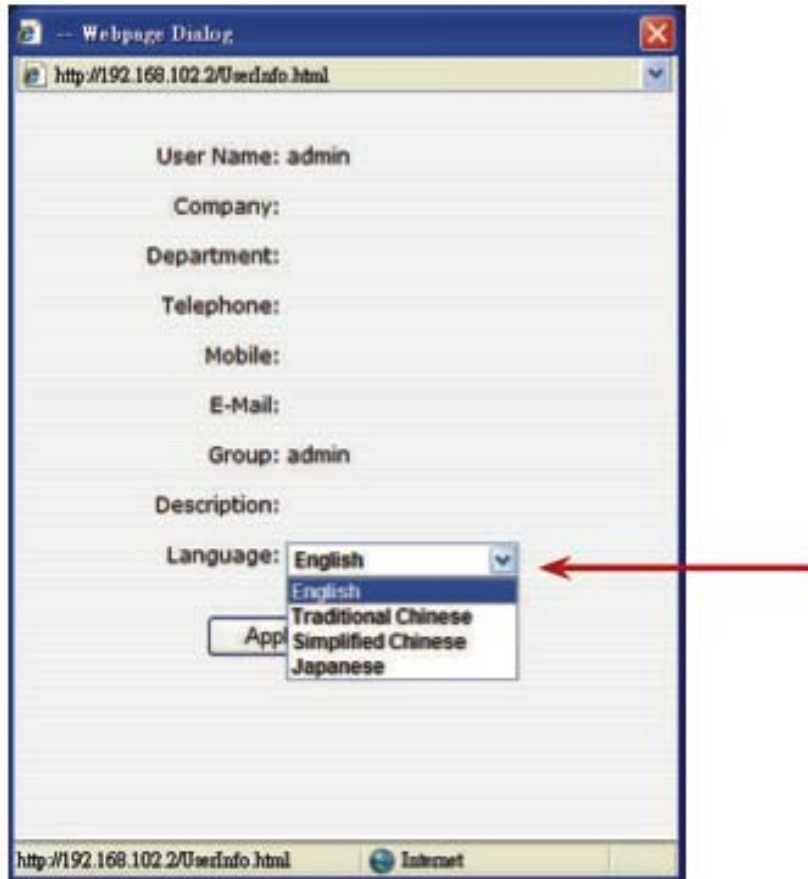 -- Webpage Dialog
http://192.168.102.2/UserInfo.html
User Name: admin
Company:
Department:
Telephone:
Mobile:
E-Mail:
Group: admin
Description:
Language: English
English
Traditional Chinese
Simplified Chinese
Japanese
http://192.168.102.2/UserInfo.html Internet